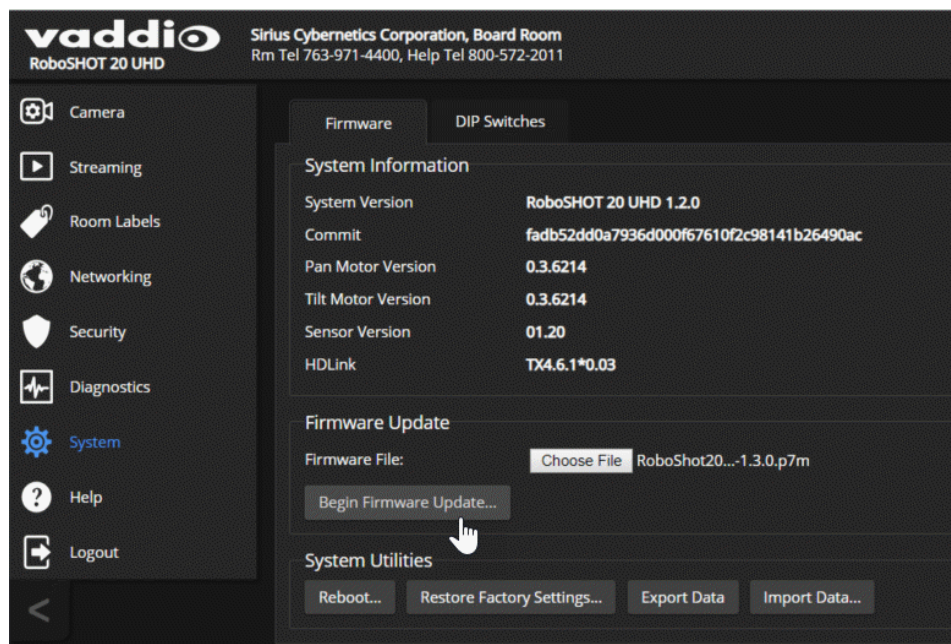 vaddio
RoboSHOT 20 UHD
Sirius Cybernetics Corporation, Board Room
Rm Tel 763-971-4400, Help Tel 800-572-2011
Camera
Streaming
Room Labels
Networking
Security
Diagnostics
System
Help
Logout
Firmware
DIP Switches
System Information
System Version RoboSHOT 20 UHD 1.2.0
Commit fadb52dd0a7936d000f67610f2c98141b26490ac
Pan Motor Version 0.3.6214
Tilt Motor Version 0.3.6214
Sensor Version 01.20
HDLink TX4.6.1*0.03
Firmware Update
Firmware File: Choose File RoboShot20...-1.3.0.p7m
Begin Firmware Update...
System Utilities
Reboot... Restore Factory Settings... Export Data Import Data...